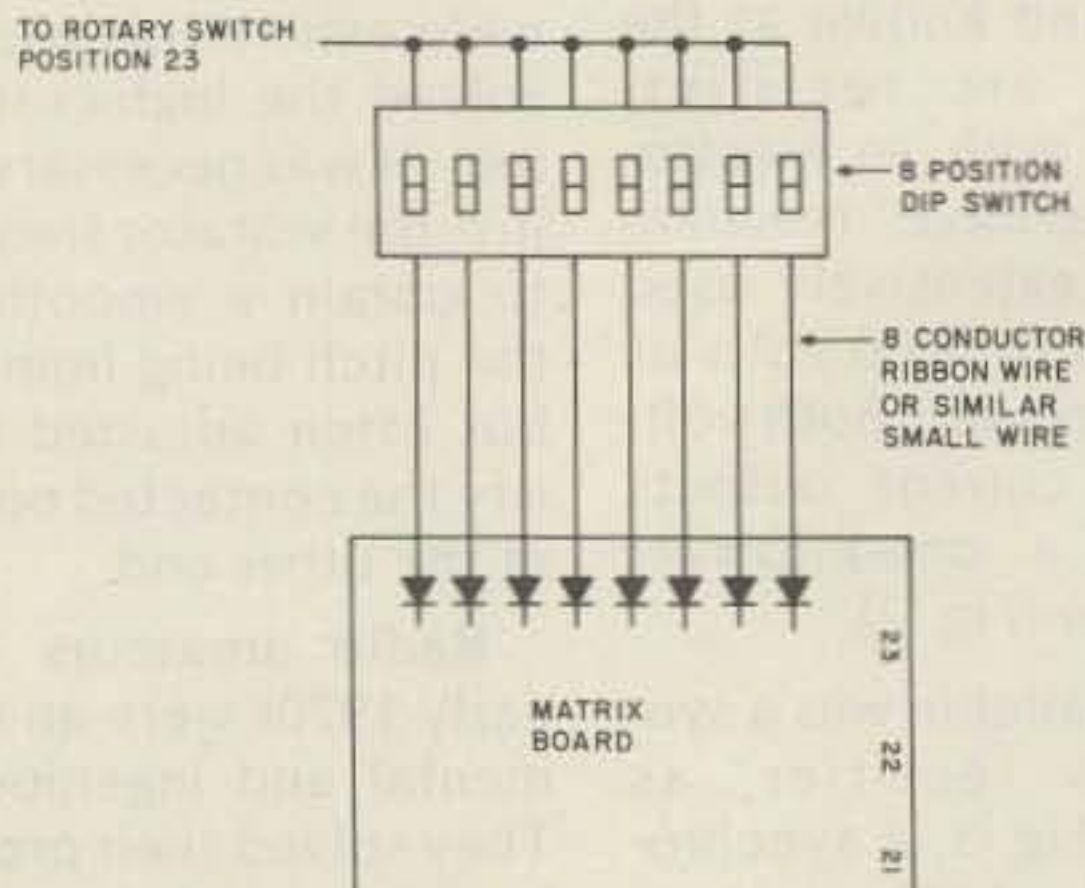 TO ROTARY SWITCH
POSITION 23
8 POSITION
DIP SWITCH
8 CONDUCTOR
RIBBON WIRE
OR SIMILAR
SMALL WIRE
MATRIX
BOARD
23
22
21